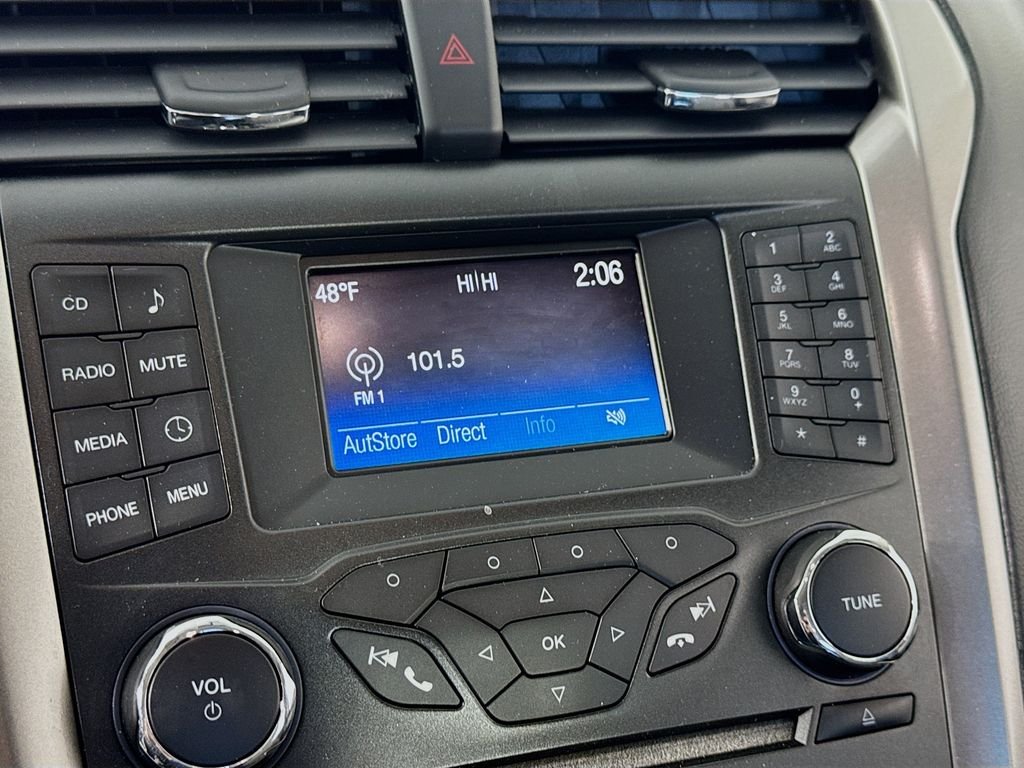 48°F HI HI 2:06
101.5
FM 1
AutStore Direct Info
CD
RADIO MUTE
MEDIA
PHONE MENU
1 2 ABC
3 DEF 4 GHI
5 JKL 6 MNO
7 PQRS 8 TUV
9 WXYZ 0 +
* #
OK
VOL
TUNE